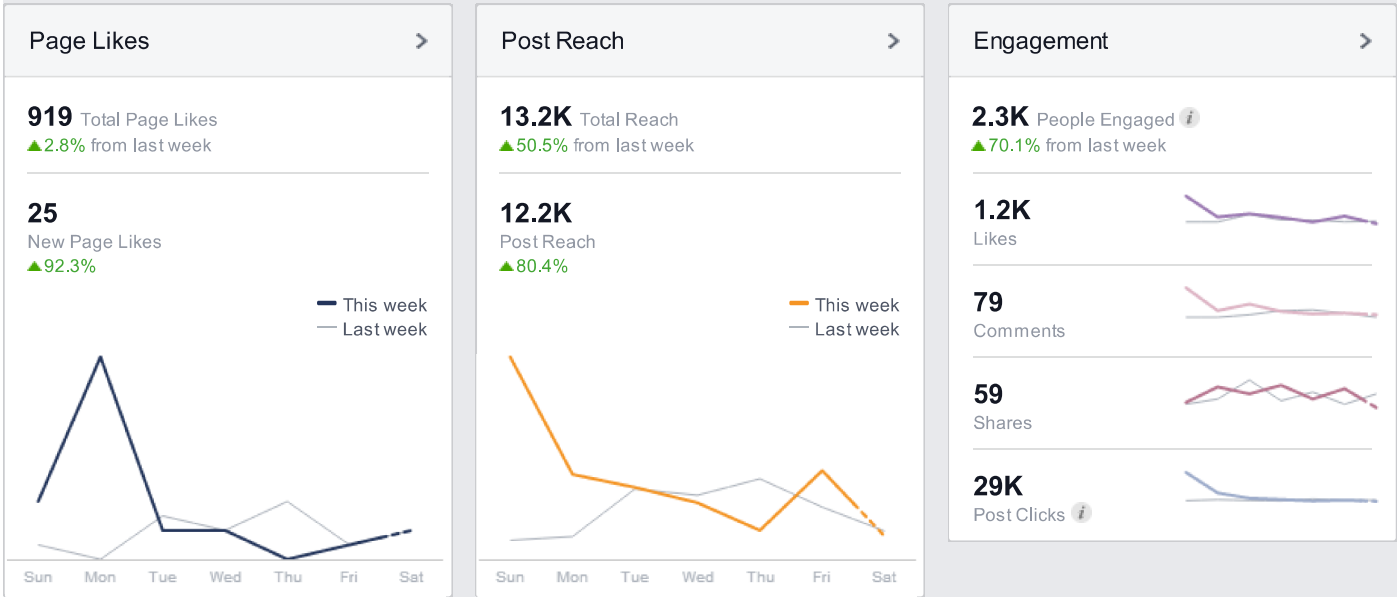 Page Likes
919 Total Page Likes
2.8% from last week
25
New Page Likes
92.3%
This week
Last week
Sun Mon Tue Wed Thu Fri Sat
Post Reach
13.2K Total Reach
50.5% from last week
12.2K
Post Reach
80.4%
This week
Last week
Sun Mon Tue Wed Thu Fri Sat
Engagement
2.3K People Engaged i
70.1% from last week
1.2K
Likes
79
Comments
59
Shares
29K
Post Clicks i